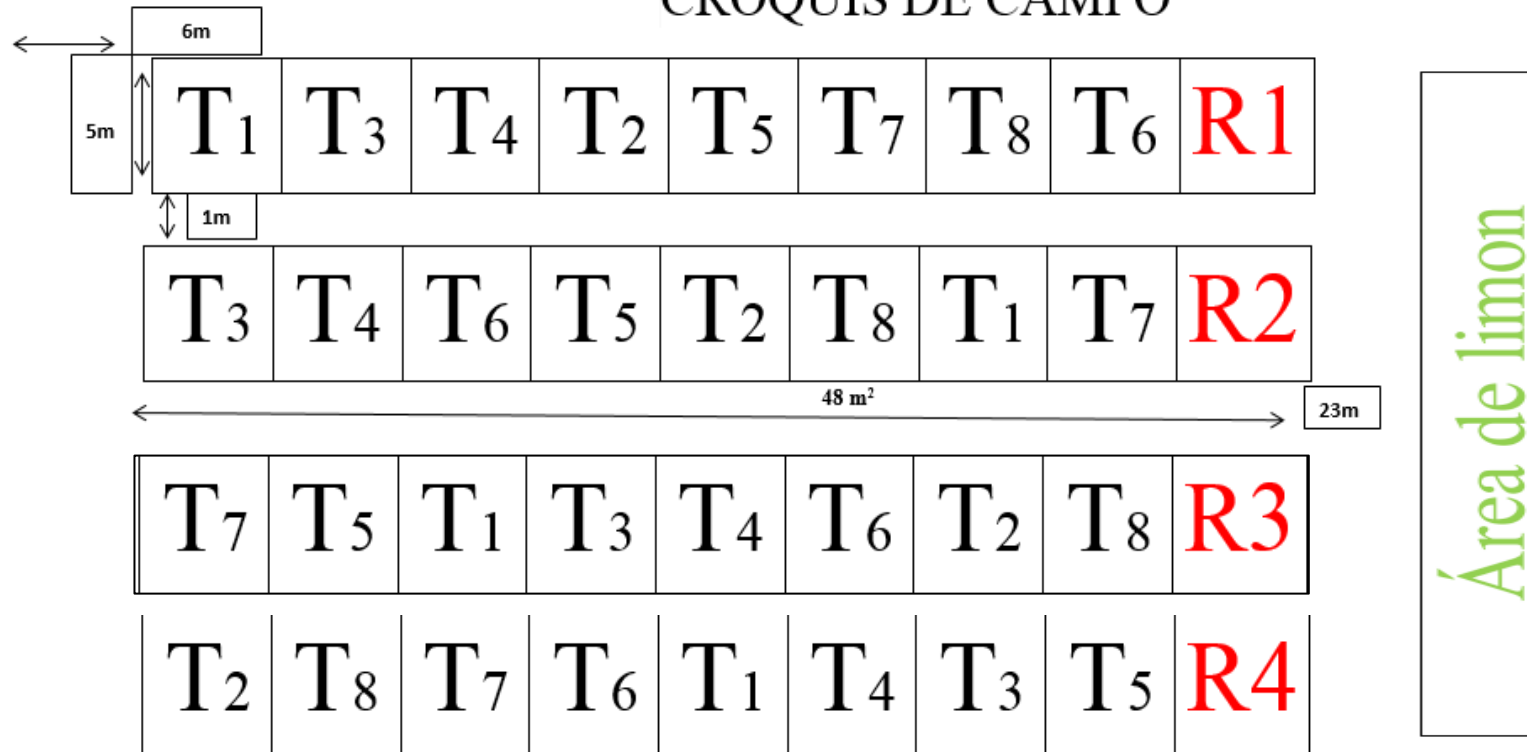 CROQUIS DE CAMPO
6m
5m
T1 T3 T4 T2 T5 T7 T8 T6 R1
1m
T3 T4 T6 T5 T2 T8 T1 T7 R2
48 m²
23m
T7 T5 T1 T3 T4 T6 T2 T8 R3
T2 T8 T7 T6 T1 T4 T3 T5 R4
Área de limon